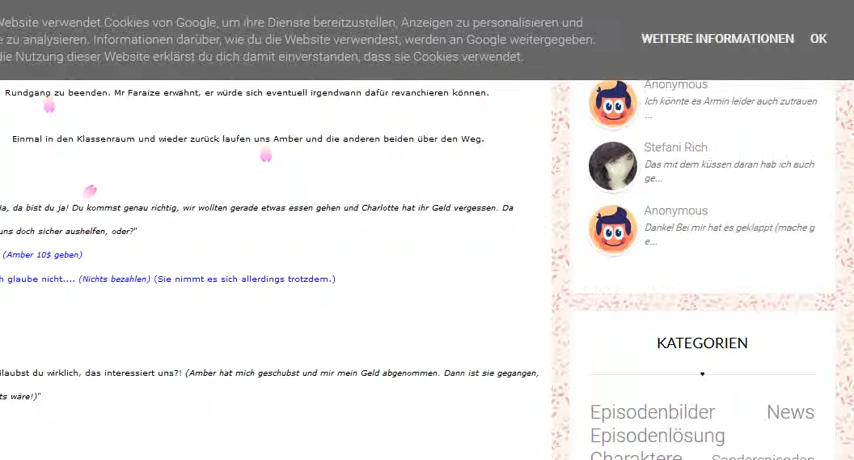 Website verwendet Cookies von Google, um ihre Dienste bereitzustellen, Anzeigen zu personalisieren und
e zu analysieren. Informationen darüber, wie du die Website verwendest, werden an Google weitergegeben.
die Nutzung dieser Website erklärst du dich damit einverstanden, dass sie Cookies verwendet.
WEITERE INFORMATIONEN OK
Rundgang zu beenden. Mr Faraize erwähnt, er würde sich eventuell irgendwann dafür revanchieren können.
Einmal in den Klassenraum und wieder zurück laufen uns Amber und die anderen beiden über den Weg.
Ha, da bist du ja! Du kommst genau richtig, wir wollten gerade etwas essen gehen und Charlotte hat ihr Geld vergessen. Da
uns doch sicher aushelfen, oder?"
(Amber 10$ geben)
h glaube nicht.... (Nichts bezahlen) (Sie nimmt es sich allerdings trotzdem.)
Glaubst du wirklich, das interessiert uns?! (Amber hat mich geschubst und mir mein Geld abgenommen. Dann ist sie gegangen,
ts wäre!)"
Anonymous
Ich könnte es Armin leider auch zutrauen
...
Stefani Rich
Das mit dem küssen daran hab ich auch
ge...
Anonymous
Danke! Bei mir hat es geklappt (mache g
e...
KATEGORIEN
Episodenbilder News
Episodenlösung
Charaktere Sonderepisoden